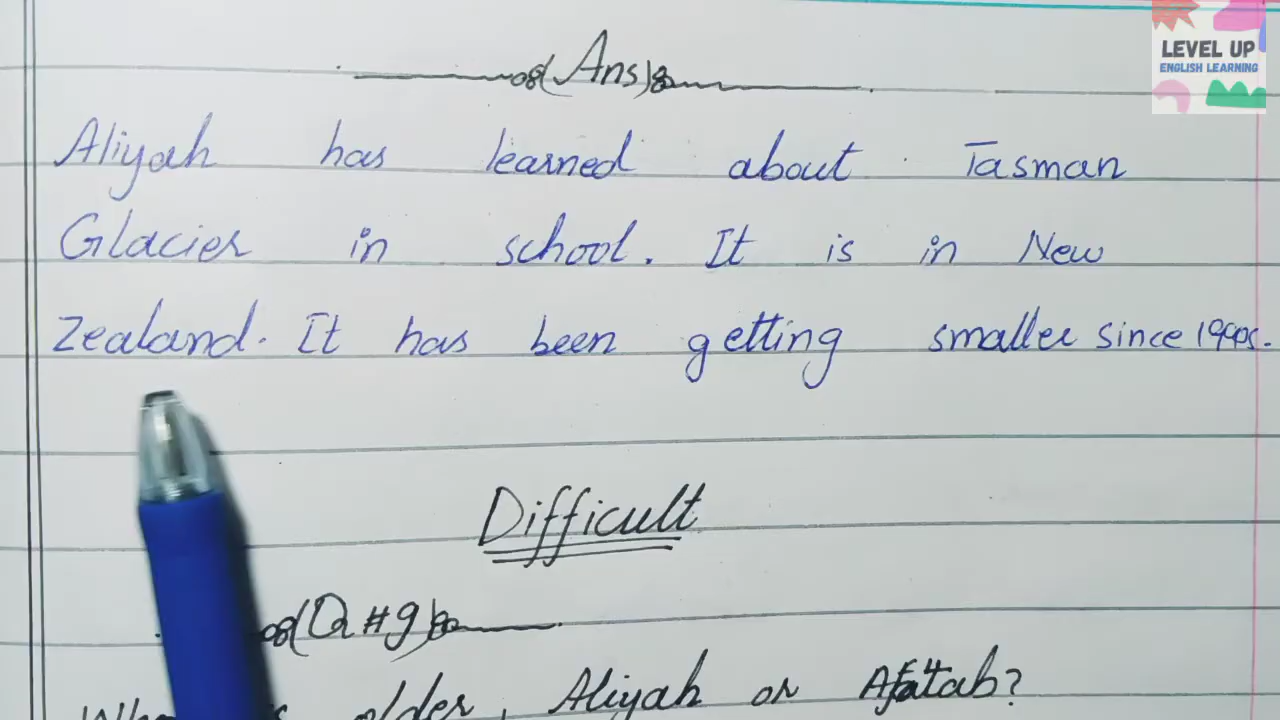 LEVEL UP
ENGLISH LEARNING
(Ans)
Aliyah has learned about Tasman
Glacier in school. It is in New
Zealand. It has been getting smaller since 1990s.
Difficult
(Q#9)
older, Aliyah or Afatab?